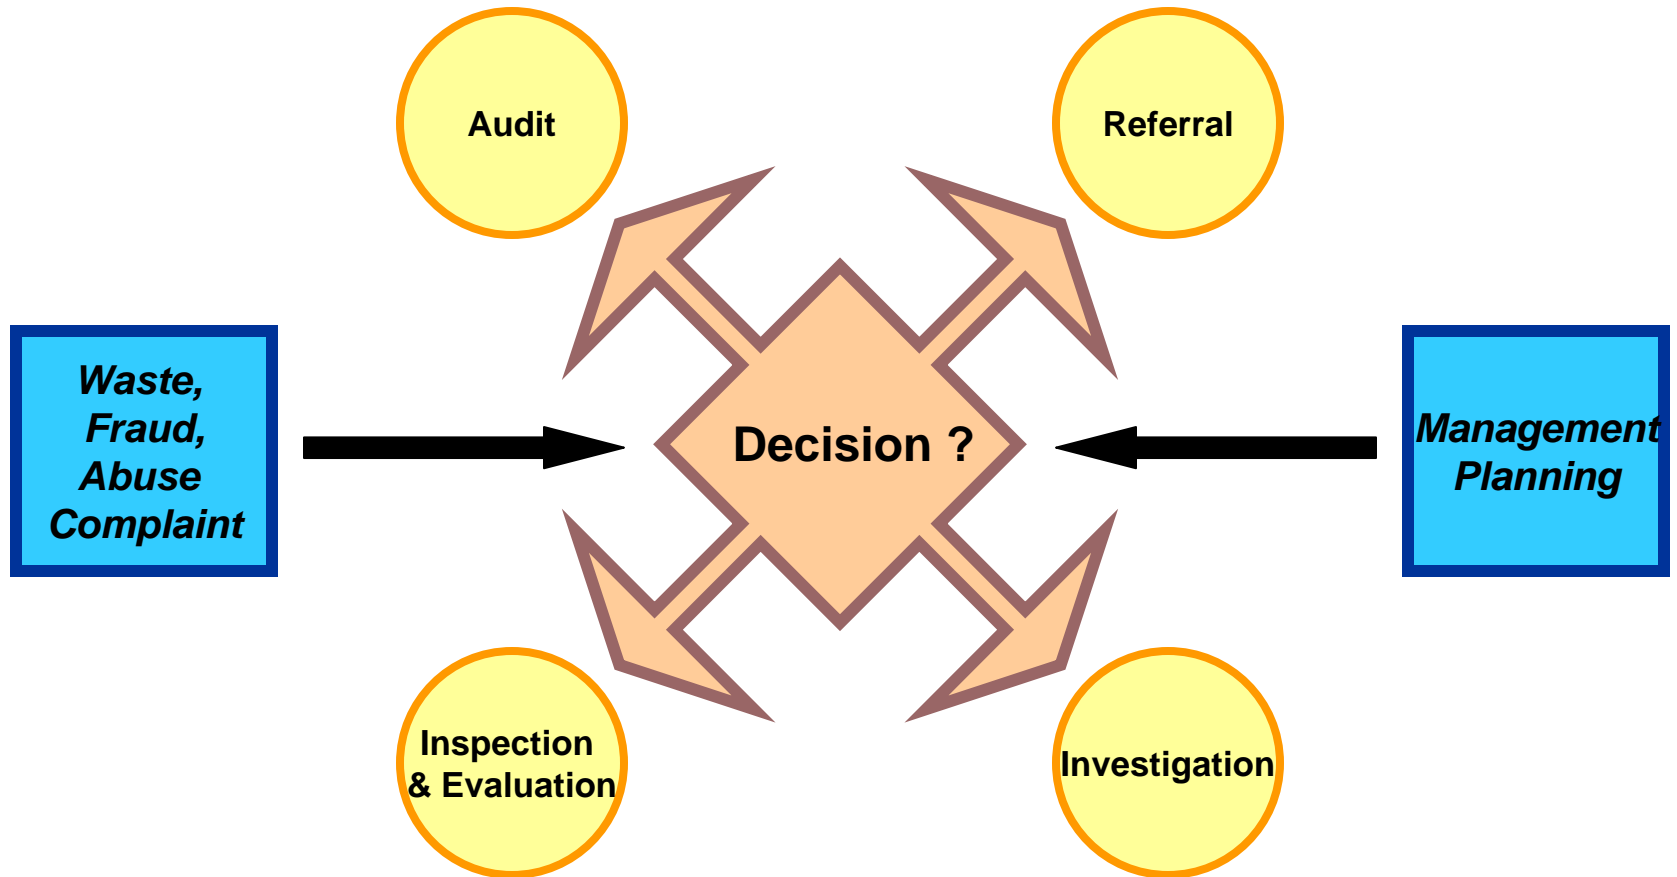 Audit
Referral
Waste,
Fraud,
Abuse
Complaint
Decision ?
Management
Planning
Inspection
& Evaluation
Investigation